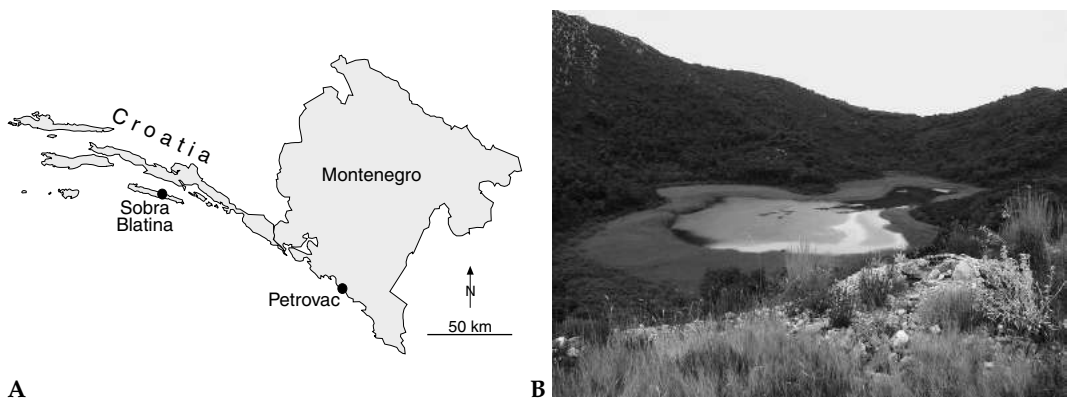 Croatia
Montenegro
Sobra
Blatina
Petrovac
N
50 km
A
B